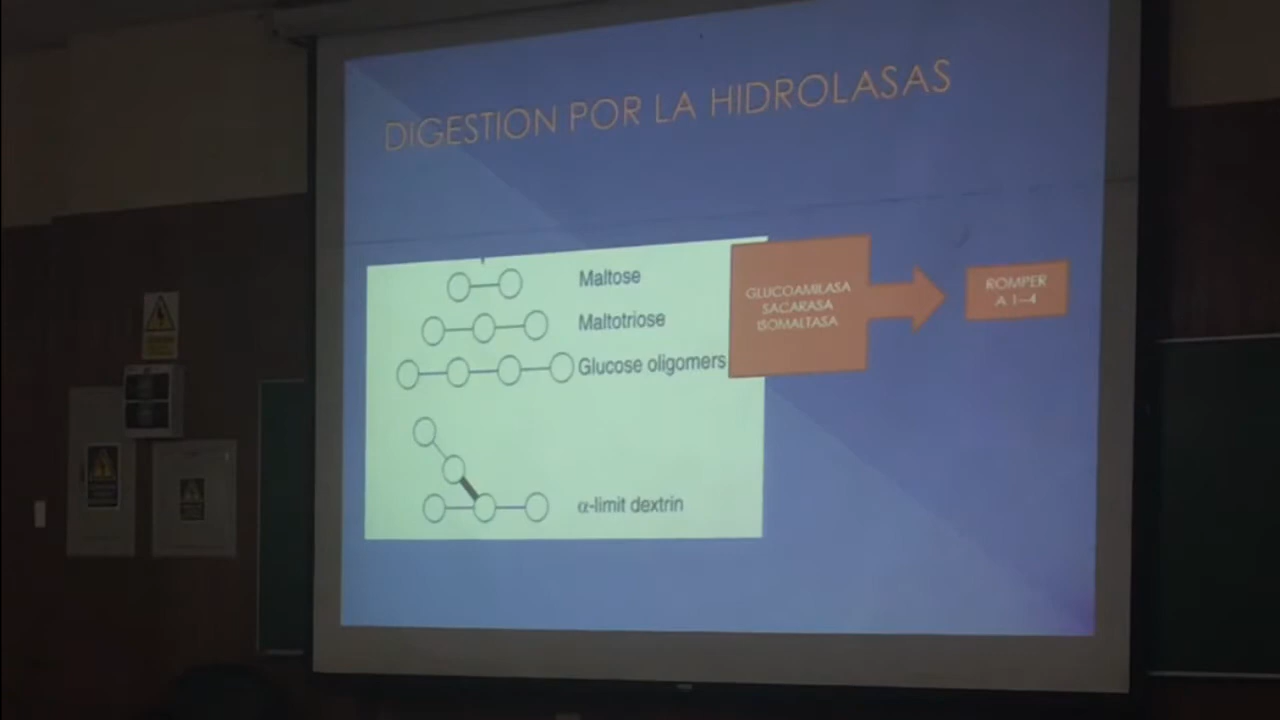 DIGESTION POR LA HIDROLASAS
Maltose
Maltotriose
Glucose oligomers
α-limit dextrin
GLUCOAMILASA
SACARASA
ISOMALTASA
ROMPER
A 1–4